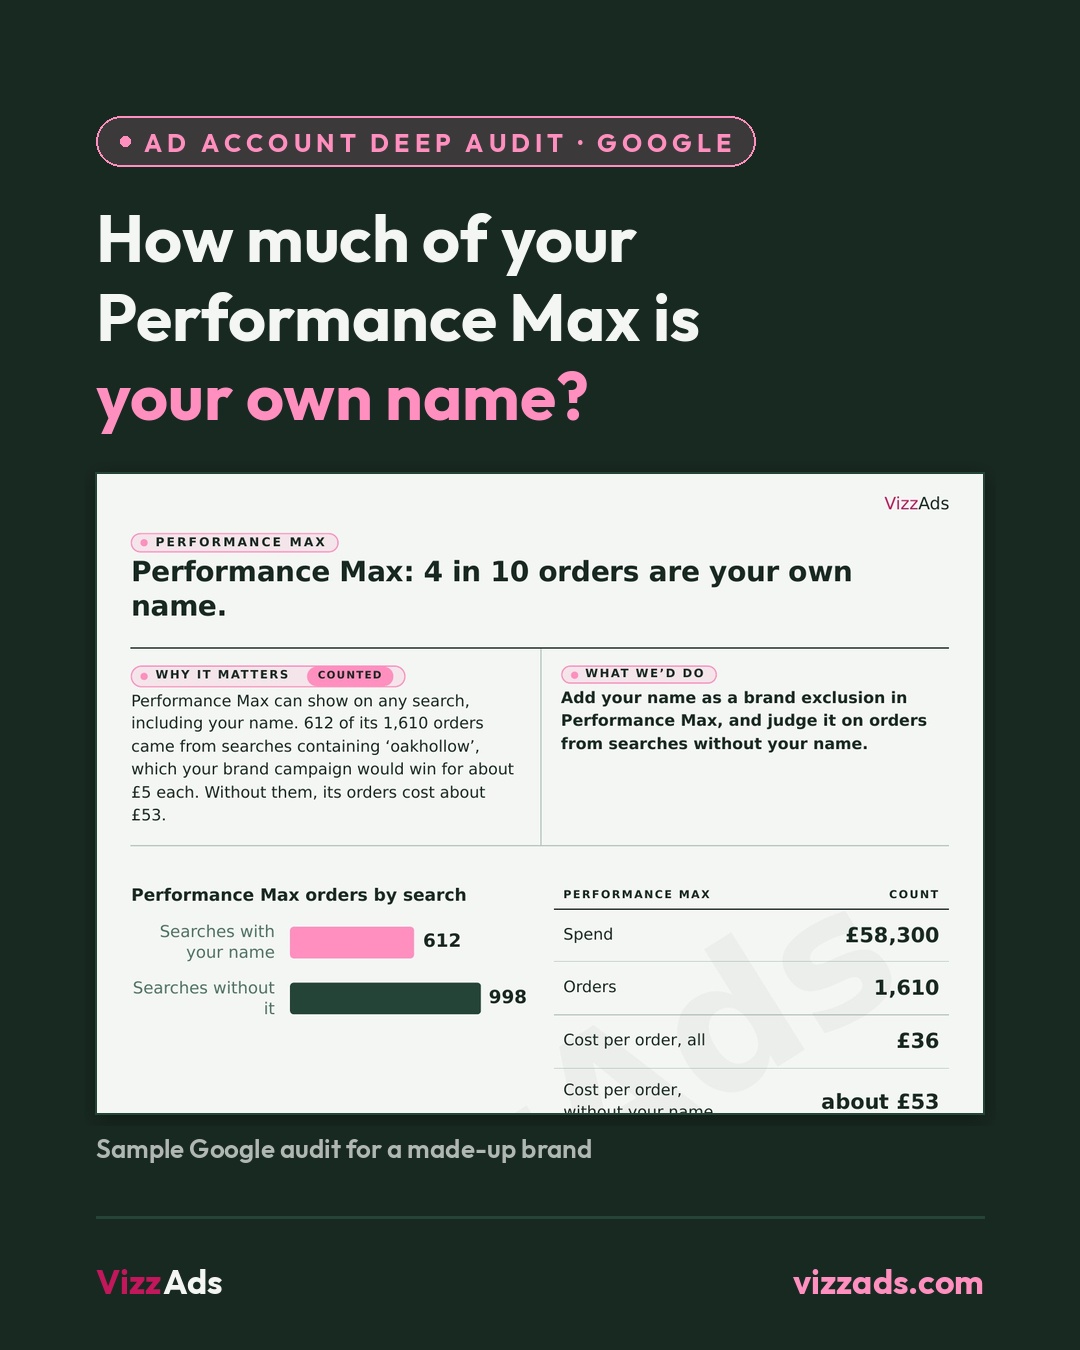 AD ACCOUNT DEEP AUDIT · GOOGLE
How much of your
Performance Max is
your own name?
VizzAds
PERFORMANCE MAX
Performance Max: 4 in 10 orders are your own
name.
WHY IT MATTERS COUNTED
Performance Max can show on any search,
including your name. 612 of its 1,610 orders
came from searches containing ‘oakhollow’,
which your brand campaign would win for about
£5 each. Without them, its orders cost about
£53.
WHAT WE’D DO
Add your name as a brand exclusion in
Performance Max, and judge it on orders
from searches without your name.
Performance Max orders by search
Searches with
your name
612
Searches without
it
998
PERFORMANCE MAX COUNT
Spend £58,300
Orders 1,610
Cost per order, all £36
Cost per order,
without your name about £53
Ads
Sample Google audit for a made-up brand
VizzAds
vizzads.com